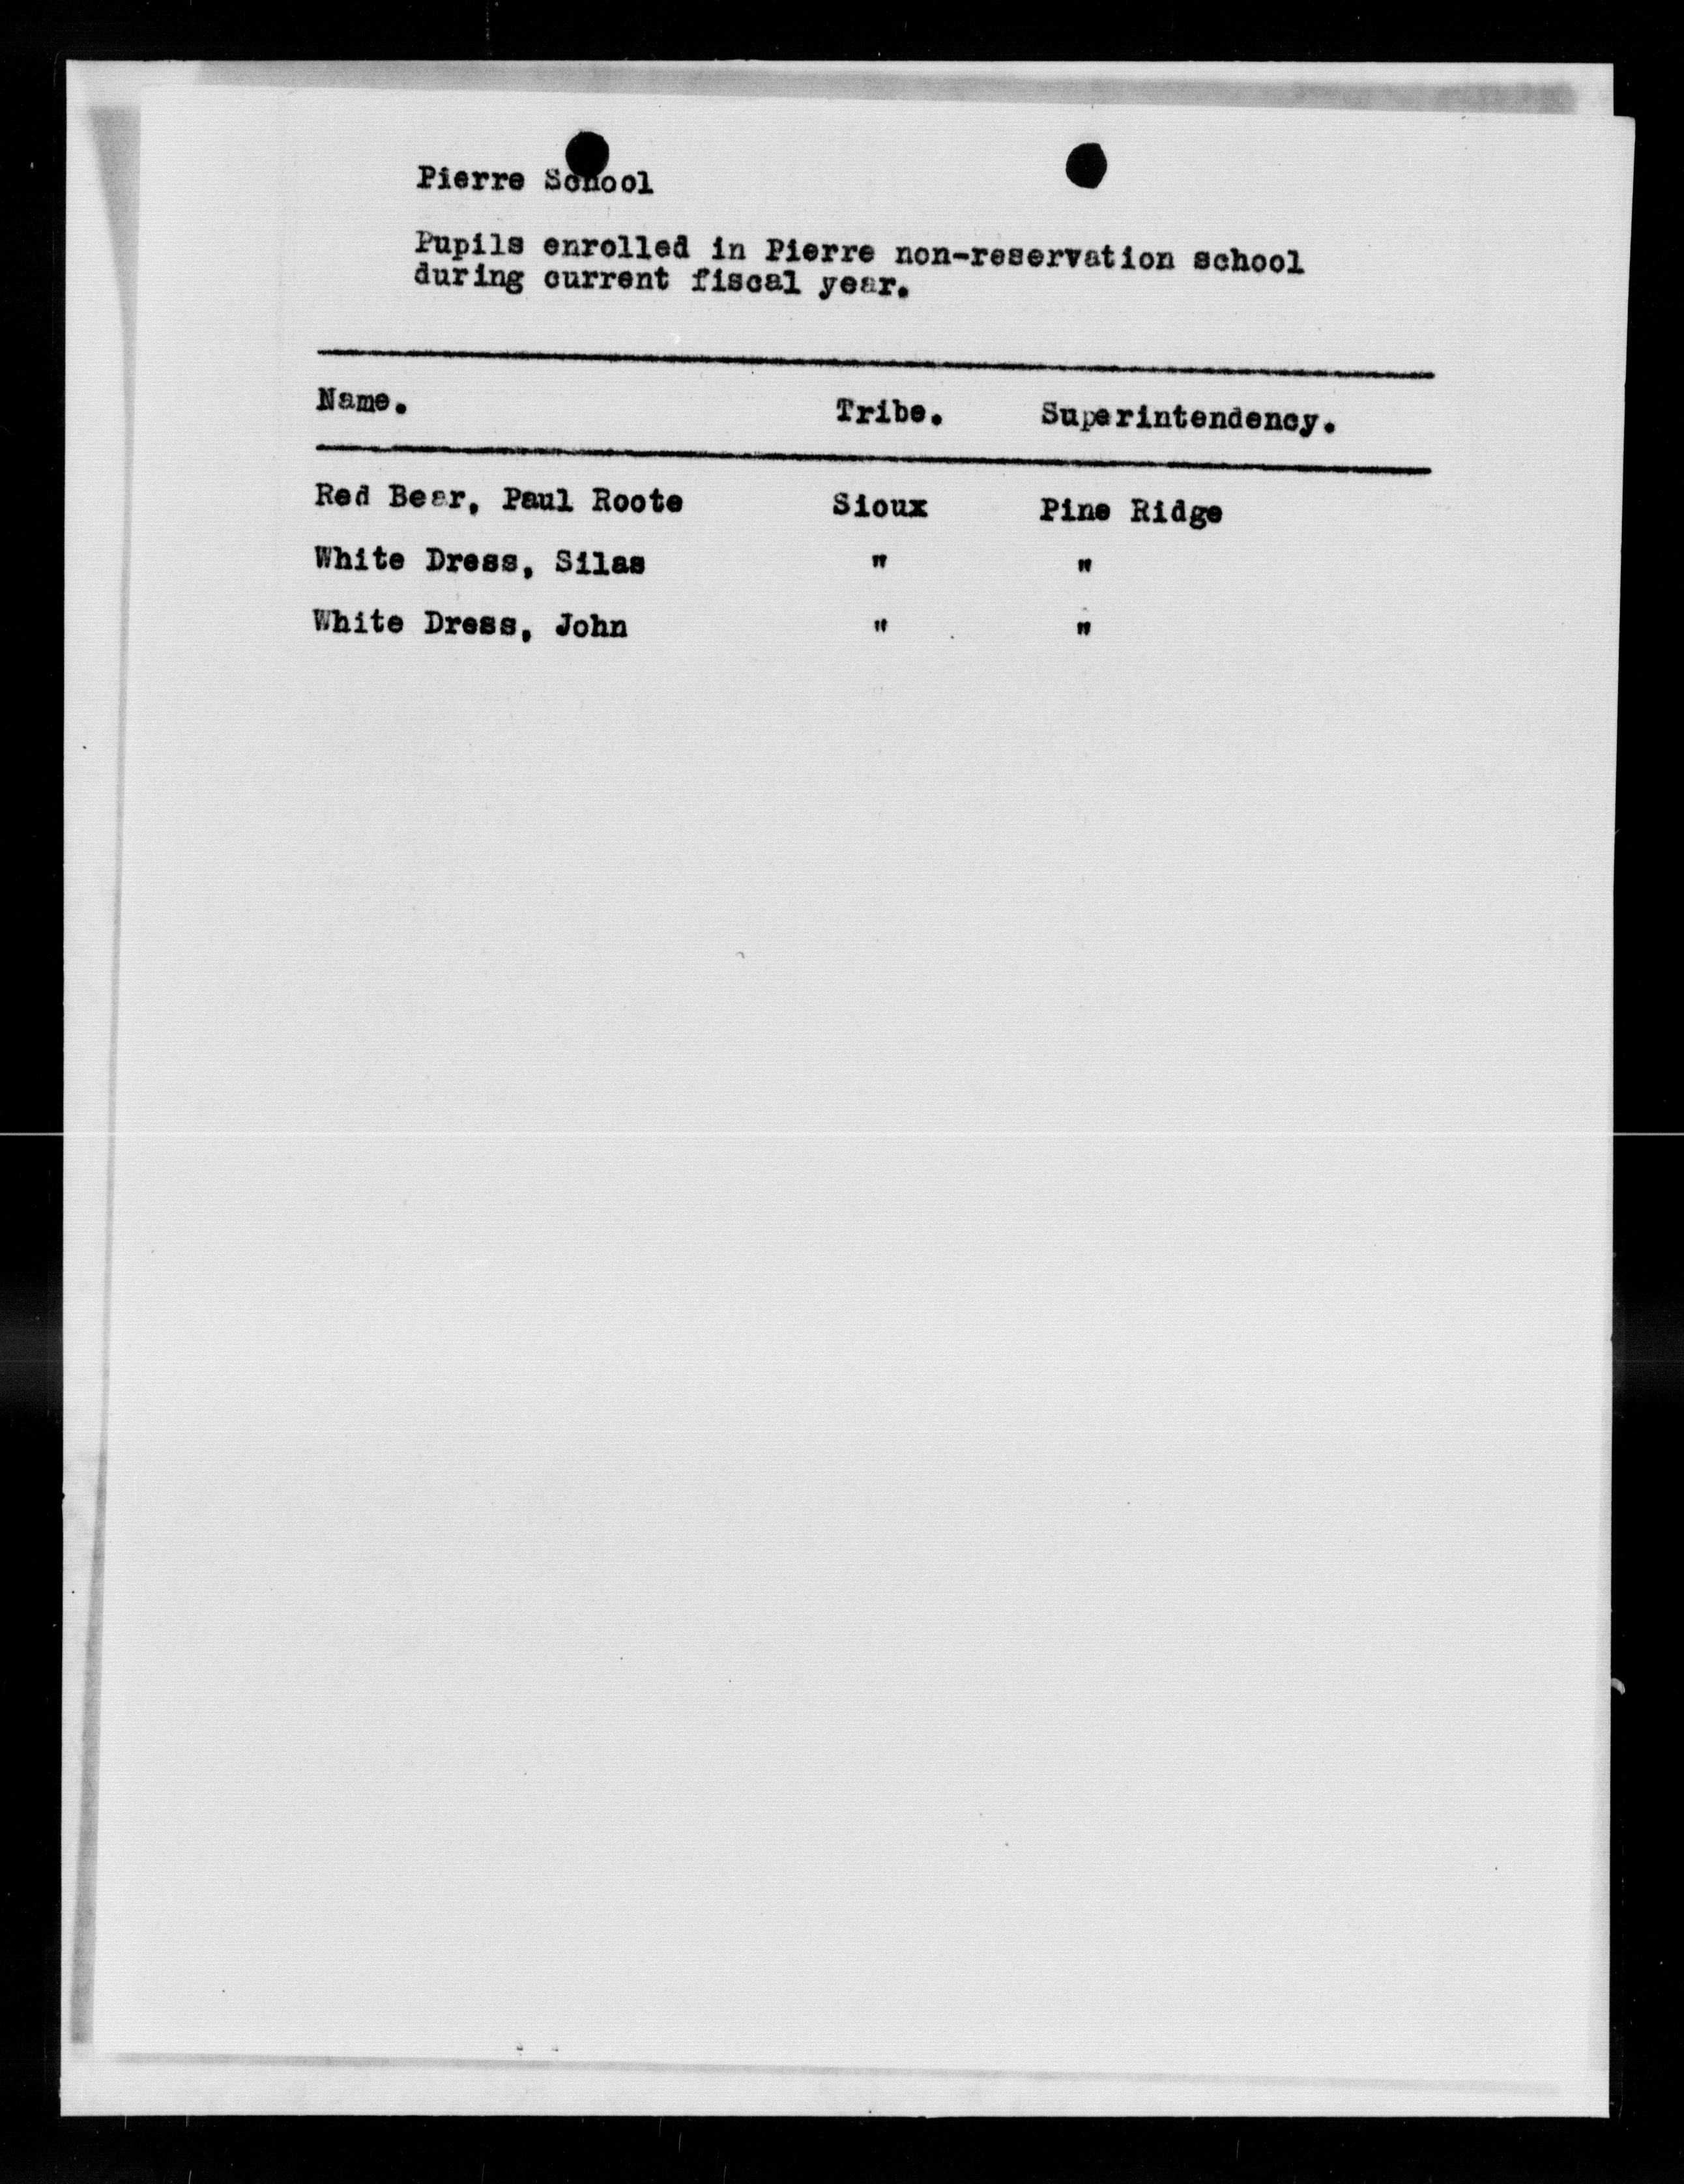 Pierre School
Pupils enrolled in Pierre non-reservation school
during current fiscal year.
Name. Tribe. Superintendency.
Red Bear, Paul Roote Sioux Pine Ridge
White Dress, Silas " "
White Dress, John " "